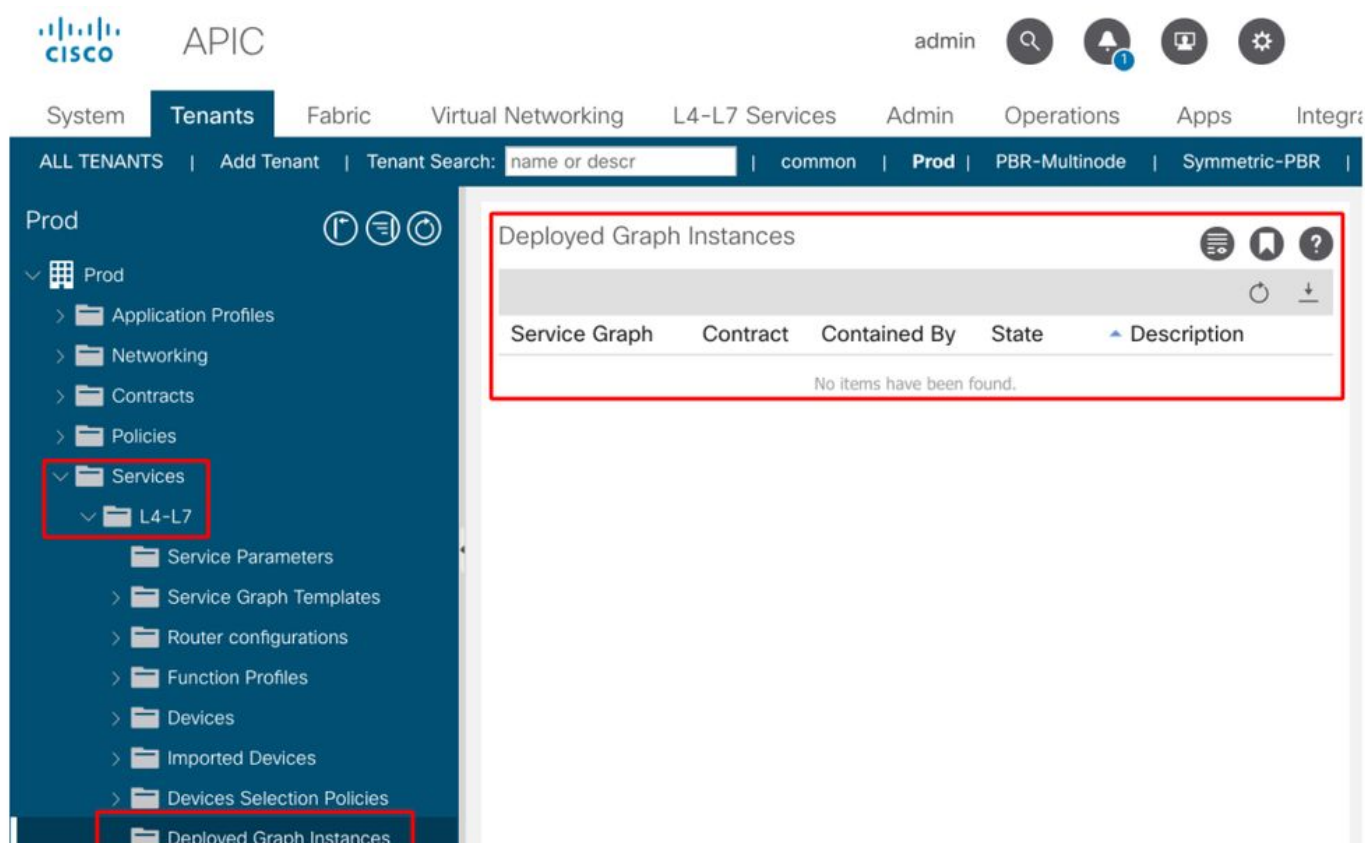 CISCO APIC admin 1
System Tenants Fabric Virtual Networking L4-L7 Services Admin Operations Apps Integra
ALL TENANTS | Add Tenant | Tenant Search: name or descr | common | Prod | PBR-Multinode | Symmetric-PBR |
Prod
Prod
Application Profiles
Networking
Contracts
Policies
Services
L4-L7
Service Parameters
Service Graph Templates
Router configurations
Function Profiles
Devices
Imported Devices
Devices Selection Policies
Deployed Graph Instances
Deployed Graph Instances
?
Service Graph Contract Contained By State Description
No items have been found.